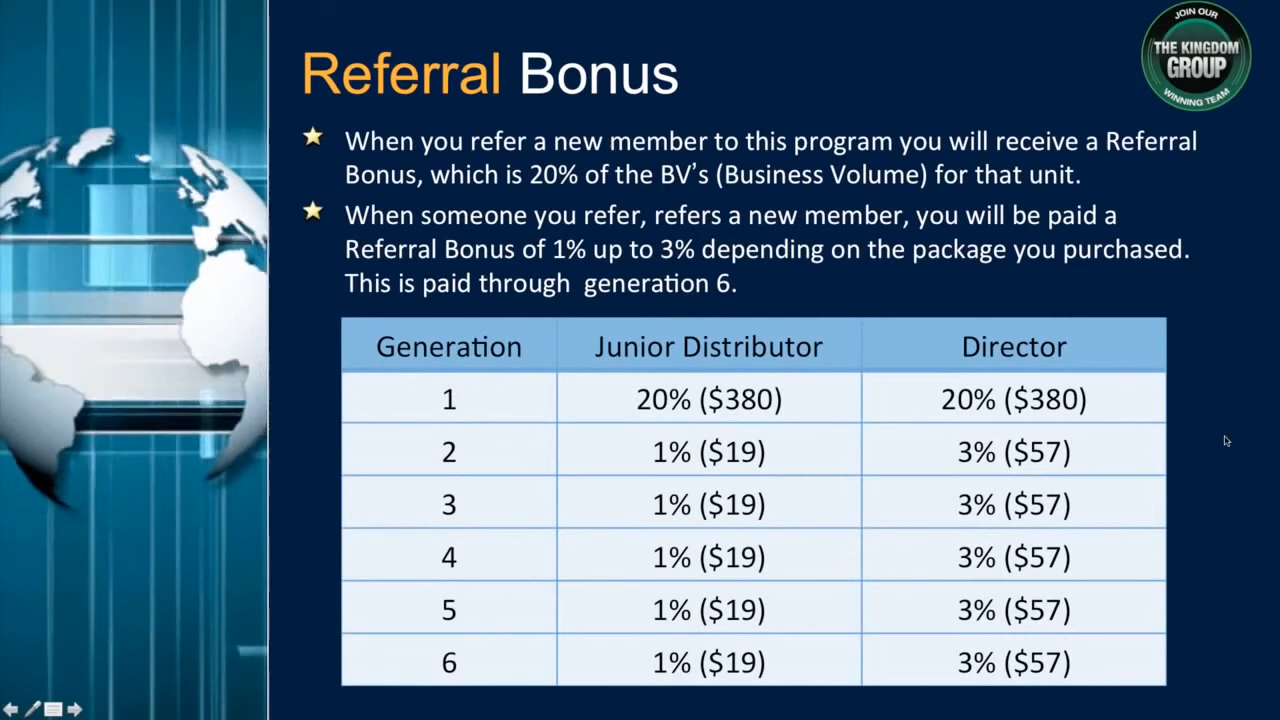 JOIN OUR
THE KINGDOM
GROUP
WINNING TEAM
Referral Bonus
When you refer a new member to this program you will receive a Referral
Bonus, which is 20% of the BV’s (Business Volume) for that unit.
When someone you refer, refers a new member, you will be paid a
Referral Bonus of 1% up to 3% depending on the package you purchased.
This is paid through generation 6.
Generation Junior Distributor Director
1 20% ($380) 20% ($380)
2 1% ($19) 3% ($57)
3 1% ($19) 3% ($57)
4 1% ($19) 3% ($57)
5 1% ($19) 3% ($57)
6 1% ($19) 3% ($57)